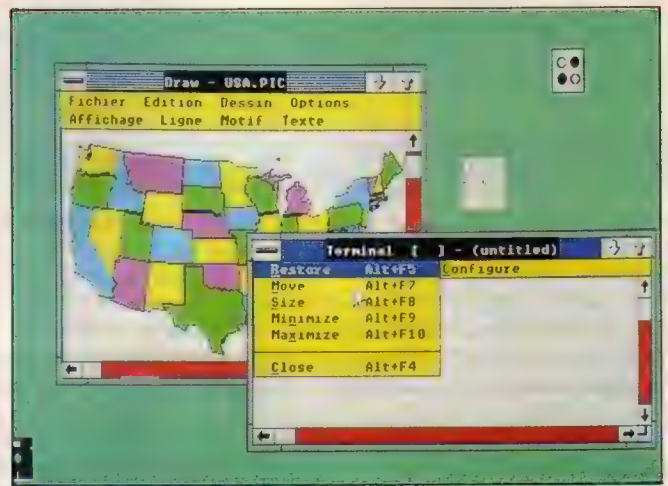 Draw - USA.PIC
Fichier Edition Dessin Options
Affichage Ligne Motif Texte
Terminal [ ] - (untitled)
Restore Alt+F5 Configure
Move Alt+F7
Size Alt+F8
Minimize Alt+F9
Maximize Alt+F10
Close Alt+F4